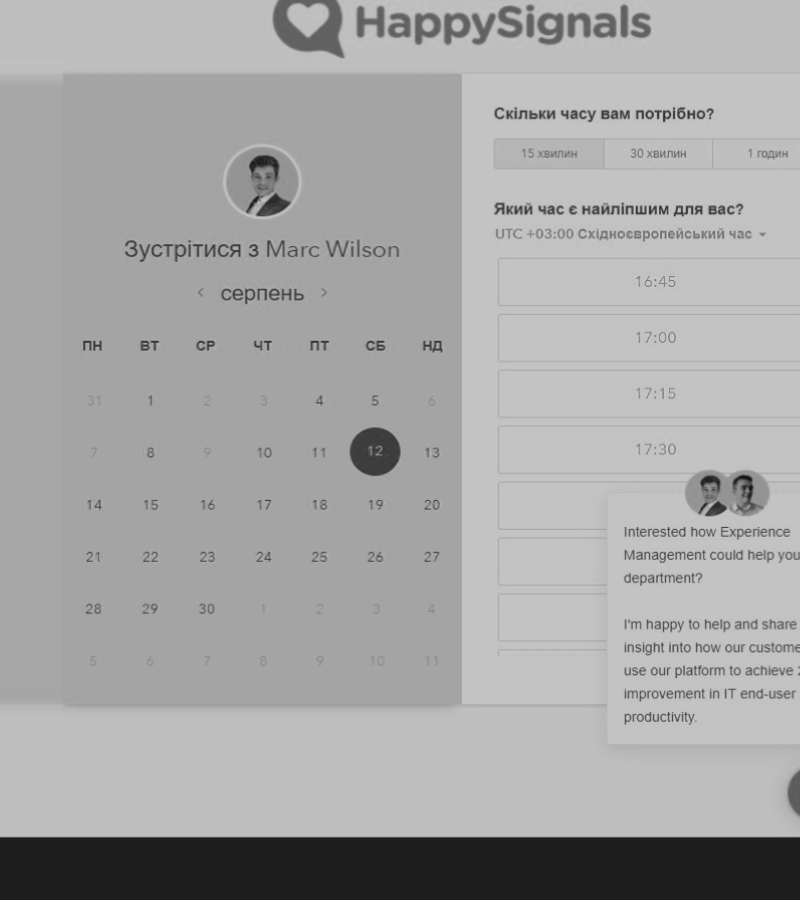 HappySignals
Зустрітися з Marc Wilson
серпень
ПН ВТ СР ЧТ ПТ СБ НД
31 1 2 3 4 5 6
7 8 9 10 11 12 13
14 15 16 17 18 19 20
21 22 23 24 25 26 27
28 29 30 1 2 3 4
5 6 7 8 9 10 11
Скільки часу вам потрібно?
15 хвилин 30 хвилин 1 годин
Який час є найліпшим для вас?
UTC +03:00 Східноєвропейський час
16:45
17:00
17:15
17:30
Interested how Experience
Management could help you
department?
I'm happy to help and share
insight into how our custome
use our platform to achieve 2
improvement in IT end-user
productivity.